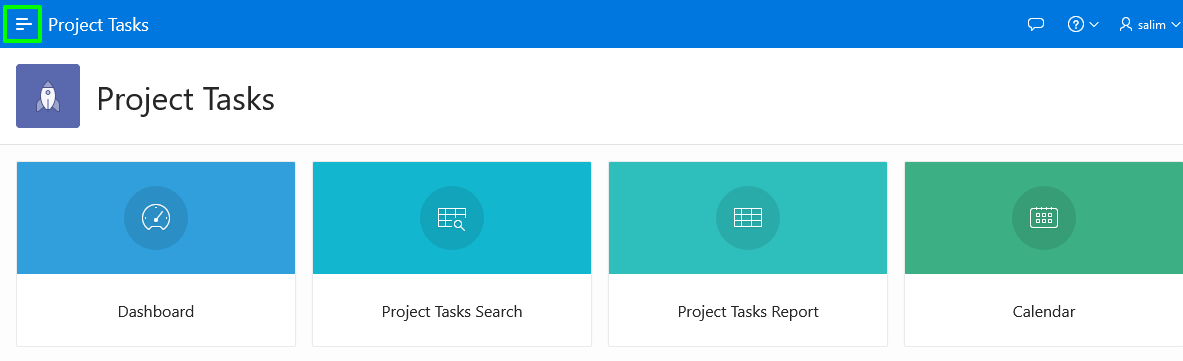 Project Tasks
salim
Project Tasks
Dashboard
Project Tasks Search
Project Tasks Report
Calendar